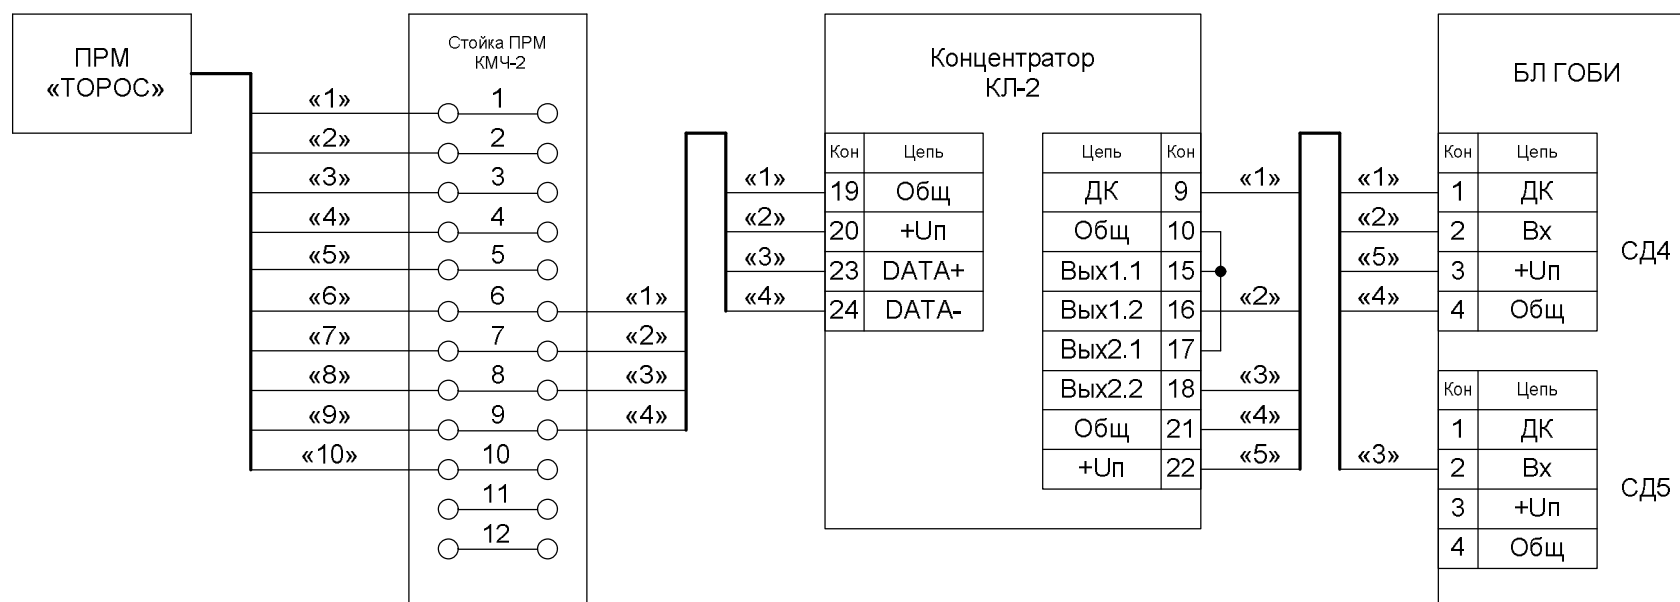 ПРМ
«ТОРОС»
«1»
«2»
«3»
«4»
«5»
«6»
«7»
«8»
«9»
«10»
Стойка ПРМ
КМЧ-2
1
2
3
4
5
6
7
8
9
10
11
12
«1»
«2»
«3»
«4»
Концентратор
КЛ-2
«1»
«2»
«3»
«4»
Кон Цепь
19 Общ
20 +Uп
23 DATA+
24 DATA-
Цепь Кон
ДК 9
Общ 10
Вых1.1 15
Вых1.2 16
Вых2.1 17
Вых2.2 18
Общ 21
+Uп 22
«1»
«2»
«3»
«4»
«5»
«1»
«2»
«5»
«4»
«3»
БЛ ГОБИ
Кон Цепь
1 ДК
2 Вх
3 +Uп
4 Общ
СД4
Кон Цепь
1 ДК
2 Вх
3 +Uп
4 Общ
СД5